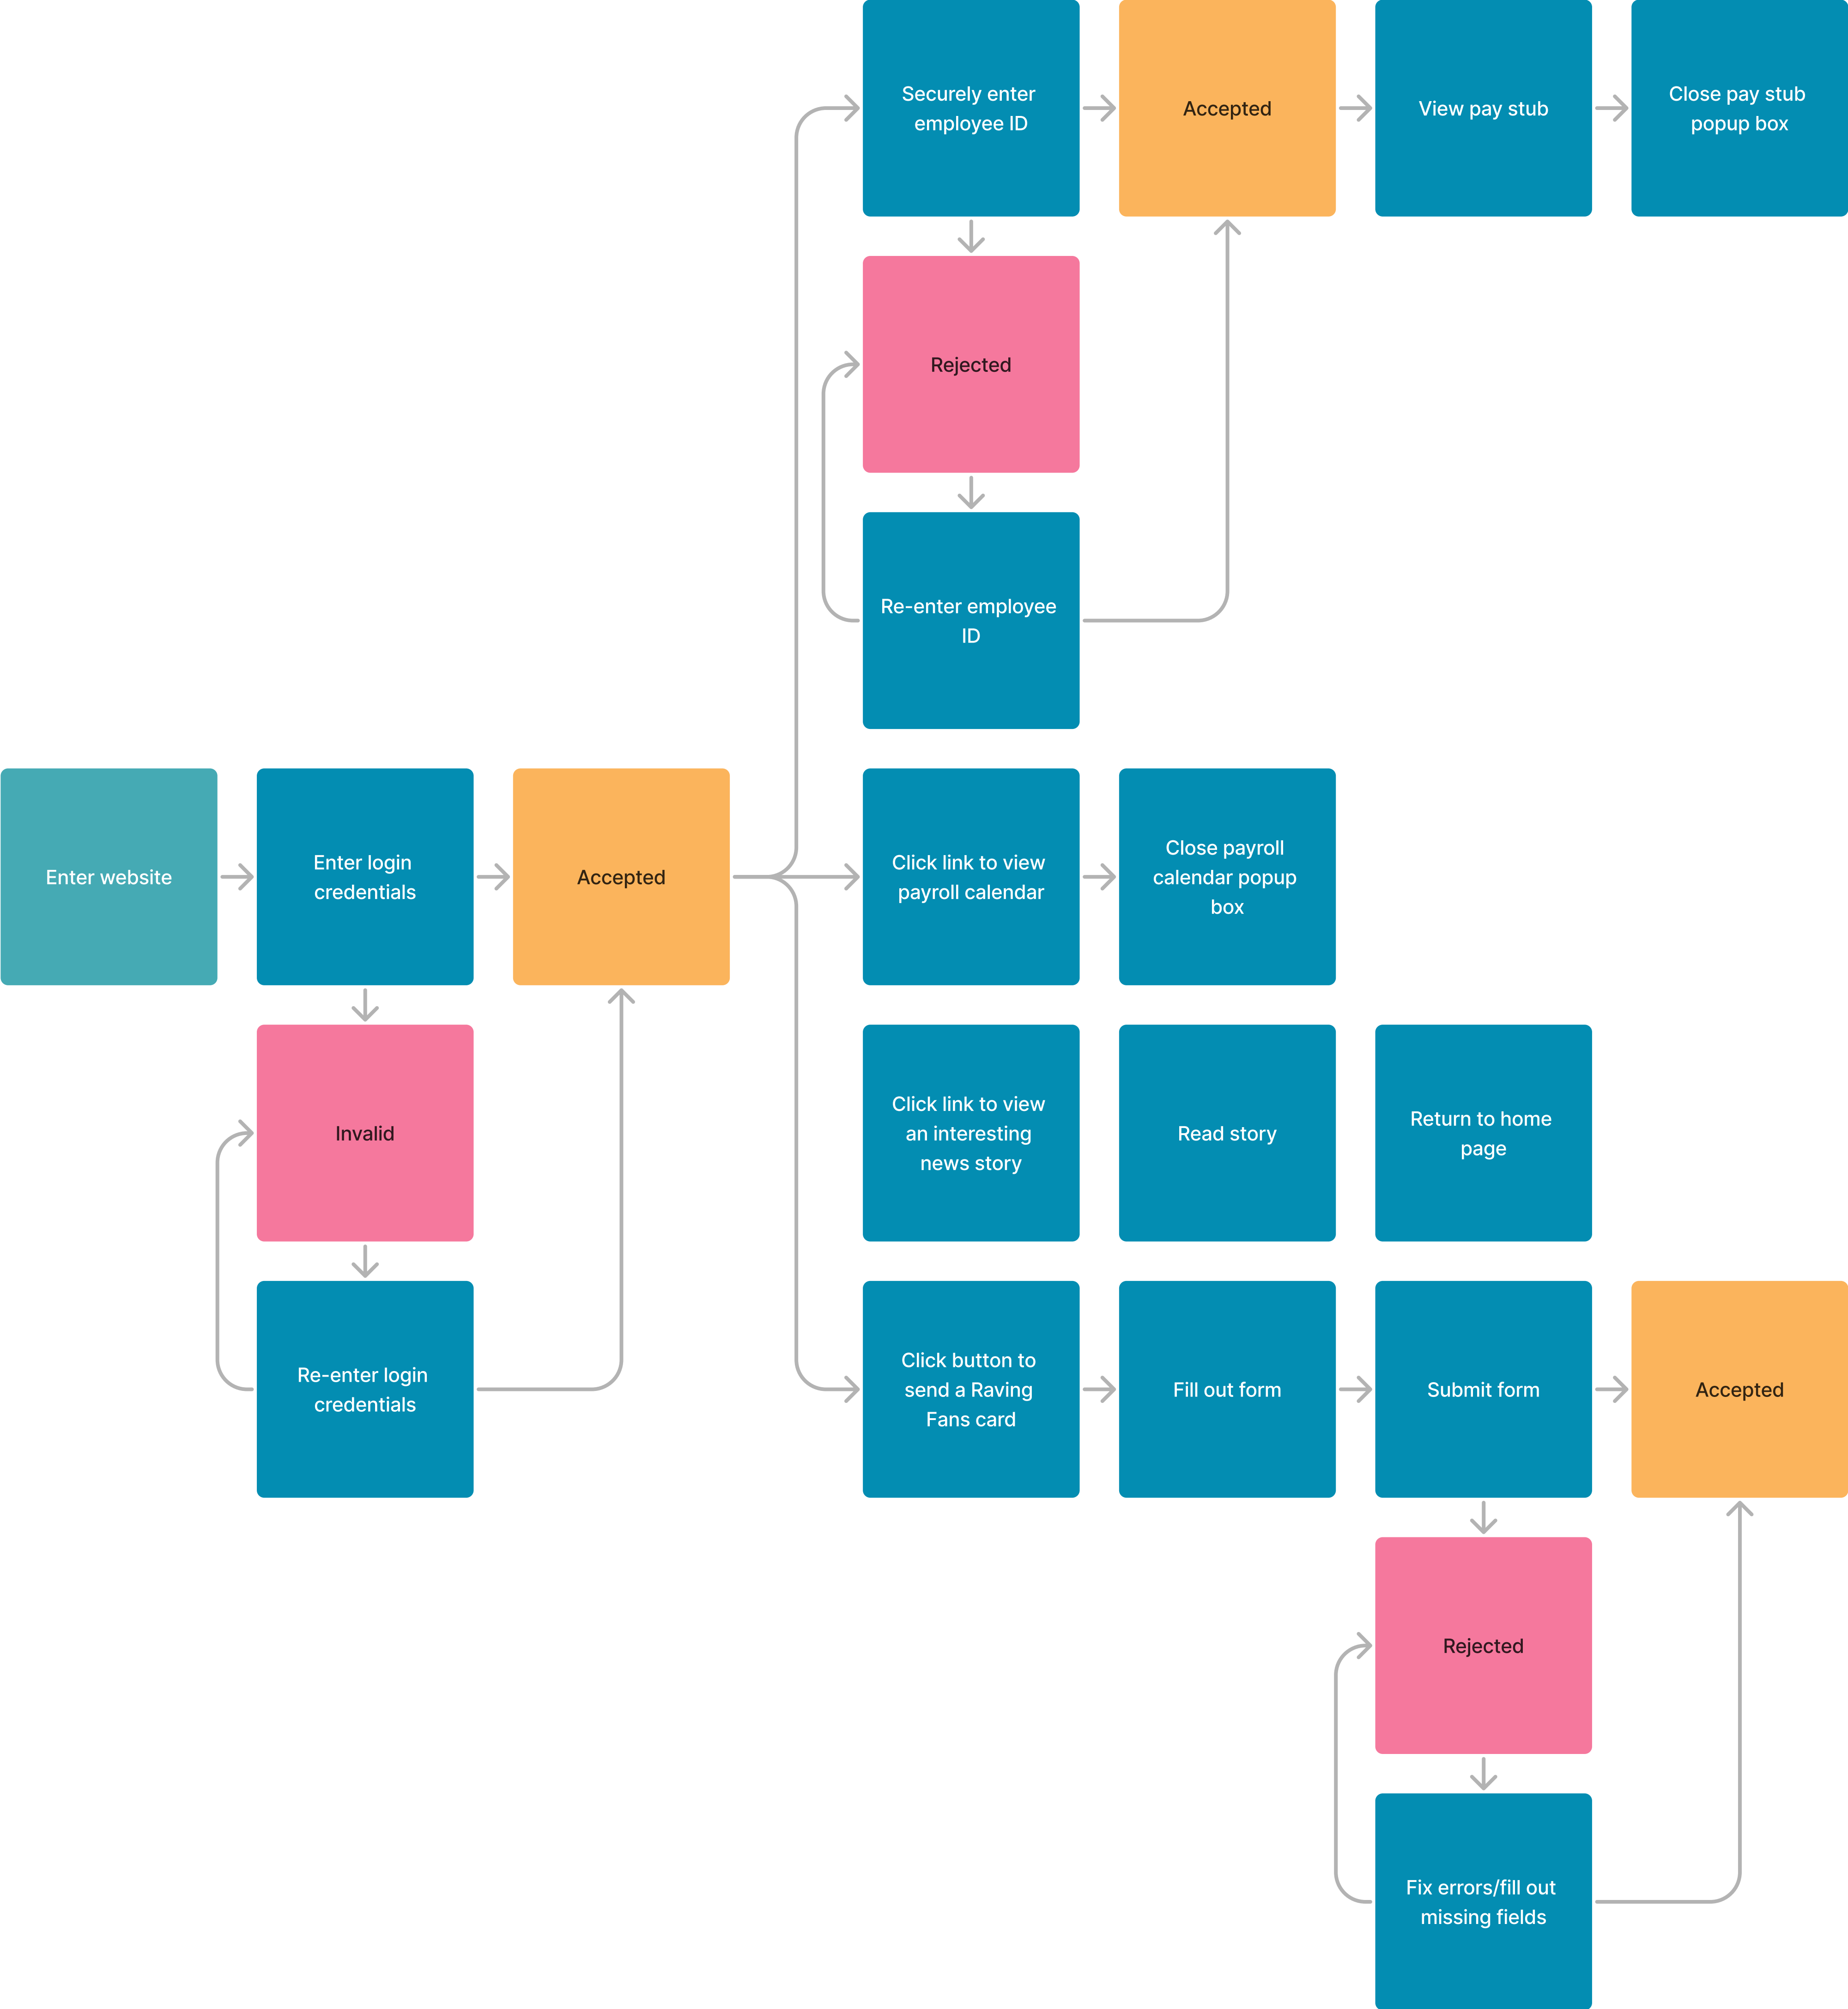 Securely enter
employee ID
Accepted
View pay stub
Close pay stub
popup box
Rejected
Re-enter employee
ID
Enter website
Enter login
credentials
Accepted
Click link to view
payroll calendar
Close payroll
calendar popup
box
Invalid
Click link to view
an interesting
news story
Read story
Return to home
page
Re-enter login
credentials
Click button to
send a Raving
Fans card
Fill out form
Submit form
Accepted
Rejected
Fix errors/fill out
missing fields